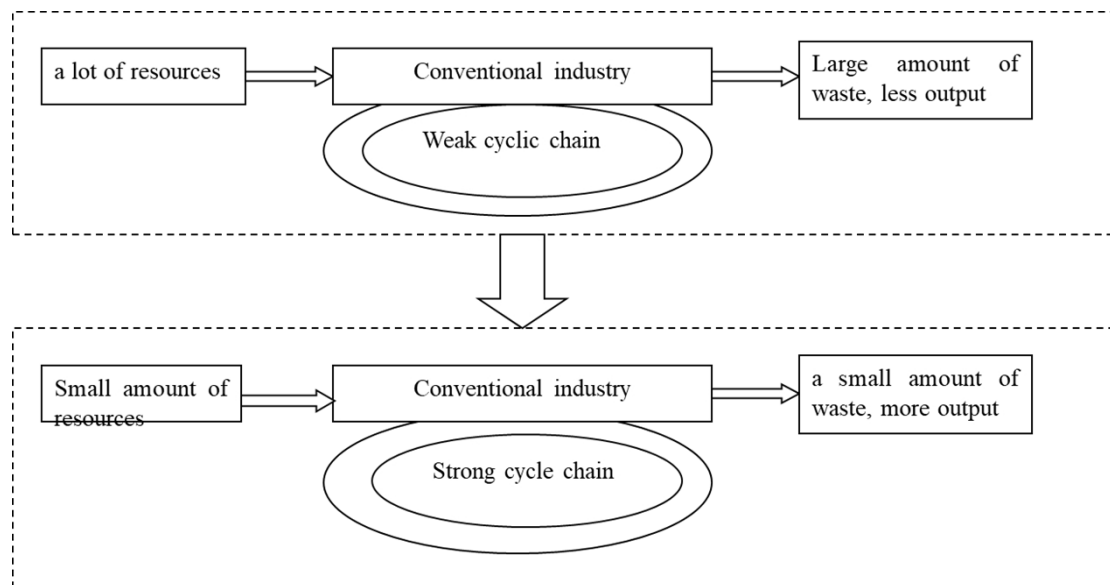 a lot of resources
Conventional industry
Large amount of
waste, less output
Weak cyclic chain
Small amount of
resources
Conventional industry
a small amount of
waste, more output
Strong cycle chain